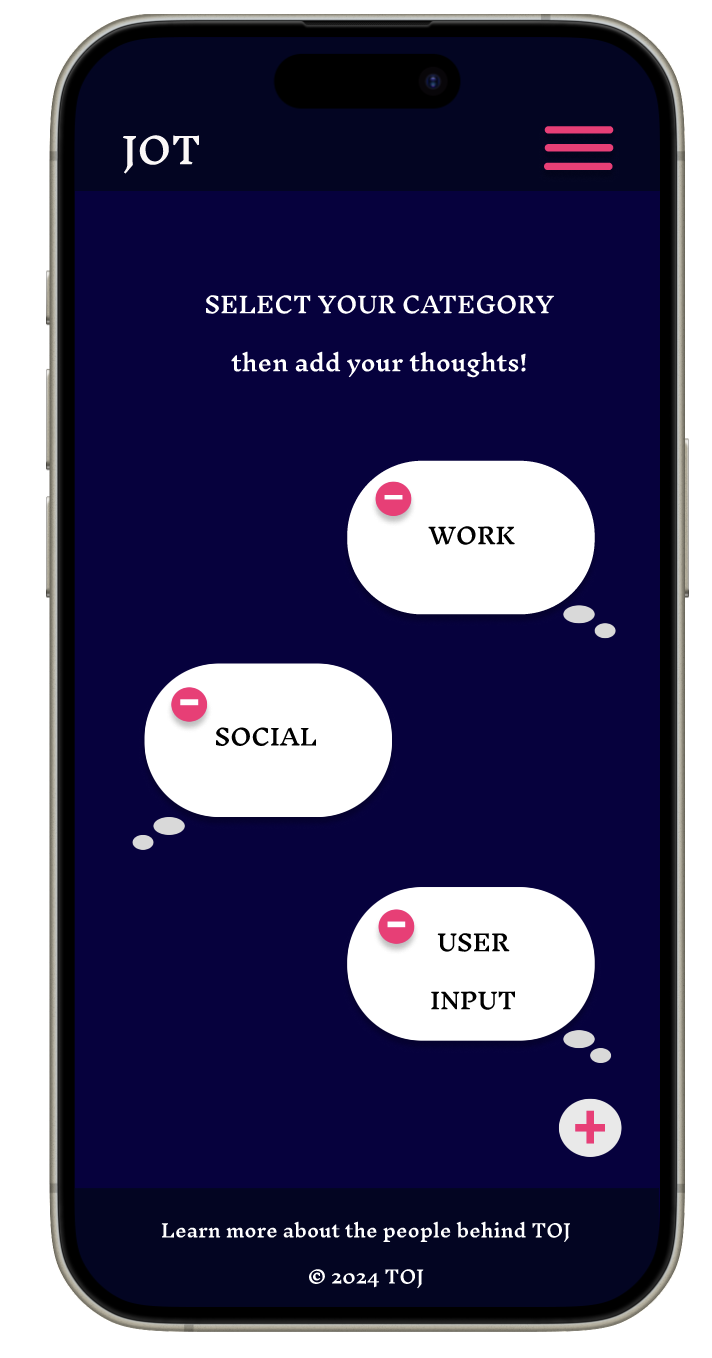 JOT
SELECT YOUR CATEGORY
then add your thoughts!
WORK
SOCIAL
USER
INPUT
Learn more about the people behind TOJ
© 2024 TOJ